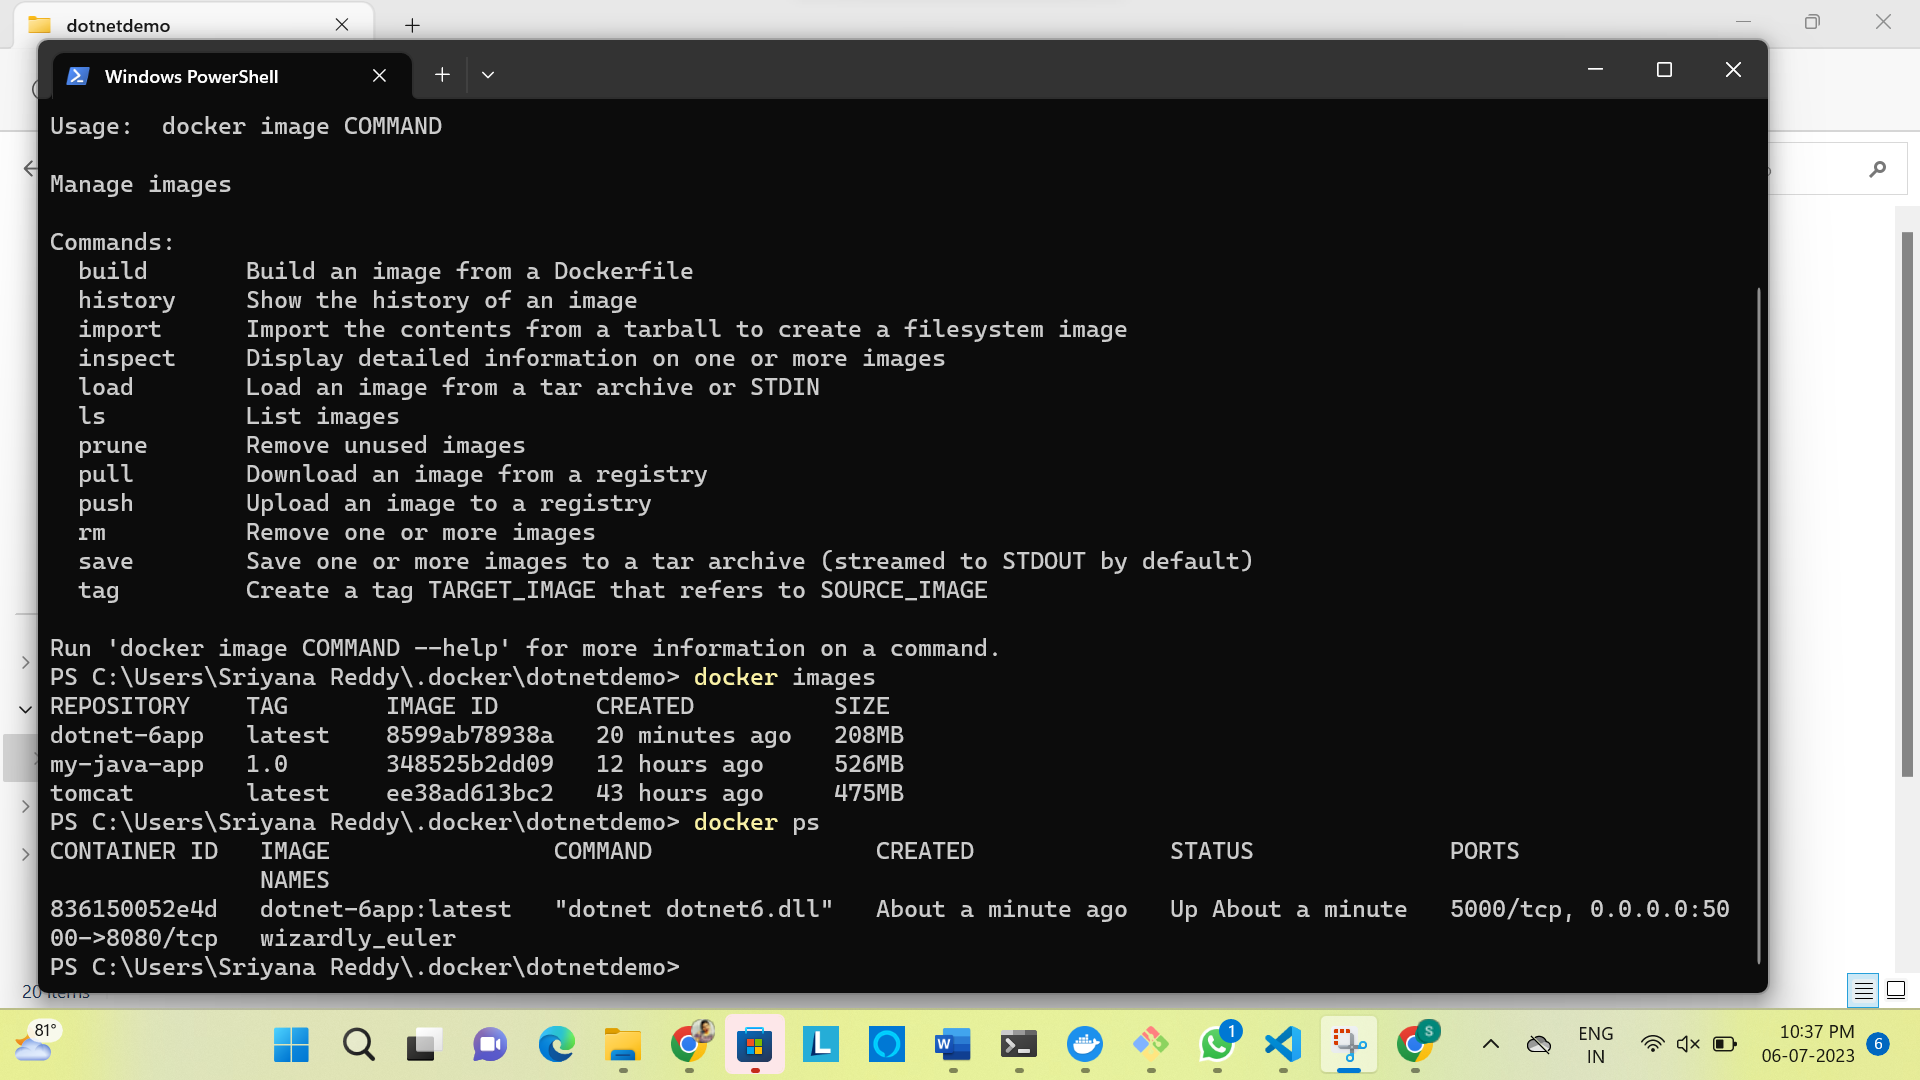 dotnetdemo
Windows PowerShell
Usage:  docker image COMMAND
Manage images
Commands:
  build       Build an image from a Dockerfile
  history     Show the history of an image
  import      Import the contents from a tarball to create a filesystem image
  inspect     Display detailed information on one or more images
  load        Load an image from a tar archive or STDIN
  ls          List images
  prune       Remove unused images
  pull        Download an image from a registry
  push        Upload an image to a registry
  rm          Remove one or more images
  save        Save one or more images to a tar archive (streamed to STDOUT by default)
  tag         Create a tag TARGET_IMAGE that refers to SOURCE_IMAGE
Run 'docker image COMMAND --help' for more information on a command.
PS C:\Users\Sriyana Reddy\.docker\dotnetdemo> docker images
REPOSITORY    TAG       IMAGE ID       CREATED          SIZE
dotnet-6app   latest    8599ab78938a   20 minutes ago   208MB
my-java-app   1.0       348525b2dd09   12 hours ago     526MB
tomcat        latest    ee38ad613bc2   43 hours ago     475MB
PS C:\Users\Sriyana Reddy\.docker\dotnetdemo> docker ps
CONTAINER ID   IMAGE                COMMAND                CREATED              STATUS              PORTS
               NAMES
836150052e4d   dotnet-6app:latest   "dotnet dotnet6.dll"   About a minute ago   Up About a minute   5000/tcp, 0.0.0.0:50
00->8080/tcp   wizardly_euler
PS C:\Users\Sriyana Reddy\.docker\dotnetdemo>
20 items
81°
1
S
ENG
IN
10:37 PM
06-07-2023
6